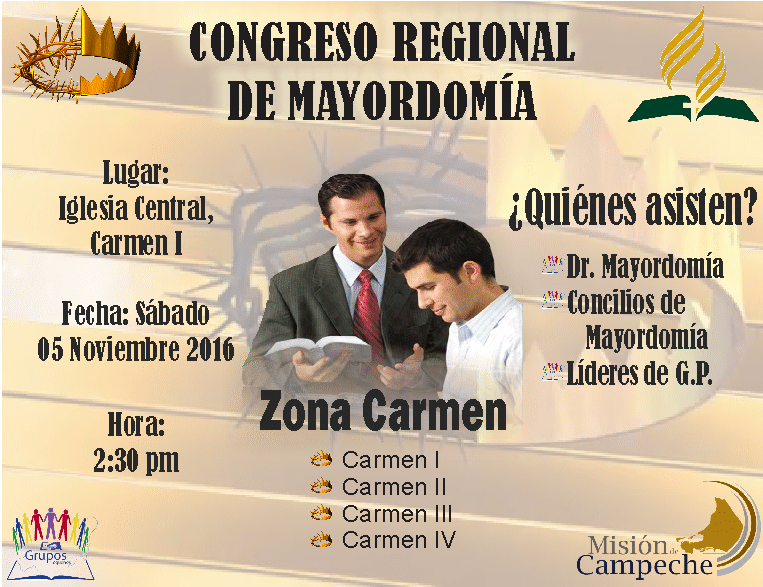 CONGRESO REGIONAL
DE MAYORDOMÍA
Lugar:
Iglesia Central,
Carmen I
Fecha: Sábado
05 Noviembre 2016
Hora:
2:30 pm
¿Quiénes asisten?
Dr. Mayordomía
Concilios de
Mayordomía
Líderes de G.P.
Zona Carmen
Carmen I
Carmen II
Carmen III
Carmen IV
Grupos
pequeños
Misión de
Campeche